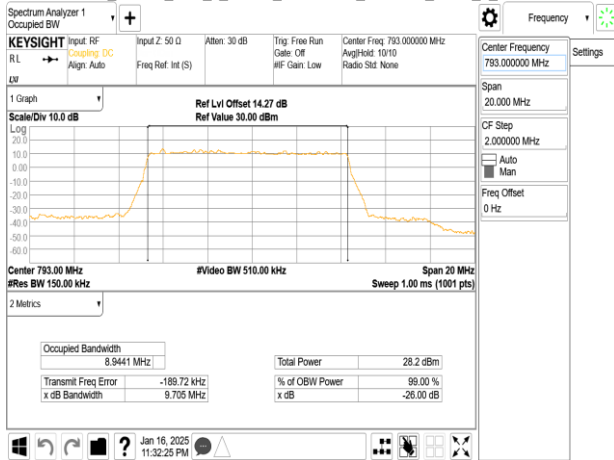 Spectrum Analyzer 1
Occupied BW
Frequency
KEYSIGHT
Input: RF
Input Z: 50 Ω
Atten: 30 dB
Trig: Free Run
Center Freq: 793.000000 MHz
RL
Coupling: DC
Gate: Off
Avg|Hold: 10/10
Align: Auto
Freq Ref: Int (S)
#IF Gain: Low
Radio Std: None
LXI
Center Frequency
793.000000 MHz
Settings
Span
20.000 MHz
CF Step
2.000000 MHz
Auto
Man
Freq Offset
0 Hz
1 Graph
Ref Lvl Offset 14.27 dB
Scale/Div 10.0 dB
Ref Value 30.00 dBm
Log
20.0
10.0
0.00
-10.0
-20.0
-30.0
-40.0
-50.0
-60.0
Center 793.00 MHz
#Video BW 510.00 kHz
Span 20 MHz
#Res BW 150.00 kHz
Sweep 1.00 ms (1001 pts)
2 Metrics
Occupied Bandwidth
8.9441 MHz
Total Power
28.2 dBm
Transmit Freq Error
-189.72 kHz
% of OBW Power
99.00 %
x dB Bandwidth
9.705 MHz
x dB
-26.00 dB
?
Jan 16, 2025
11:32:25 PM